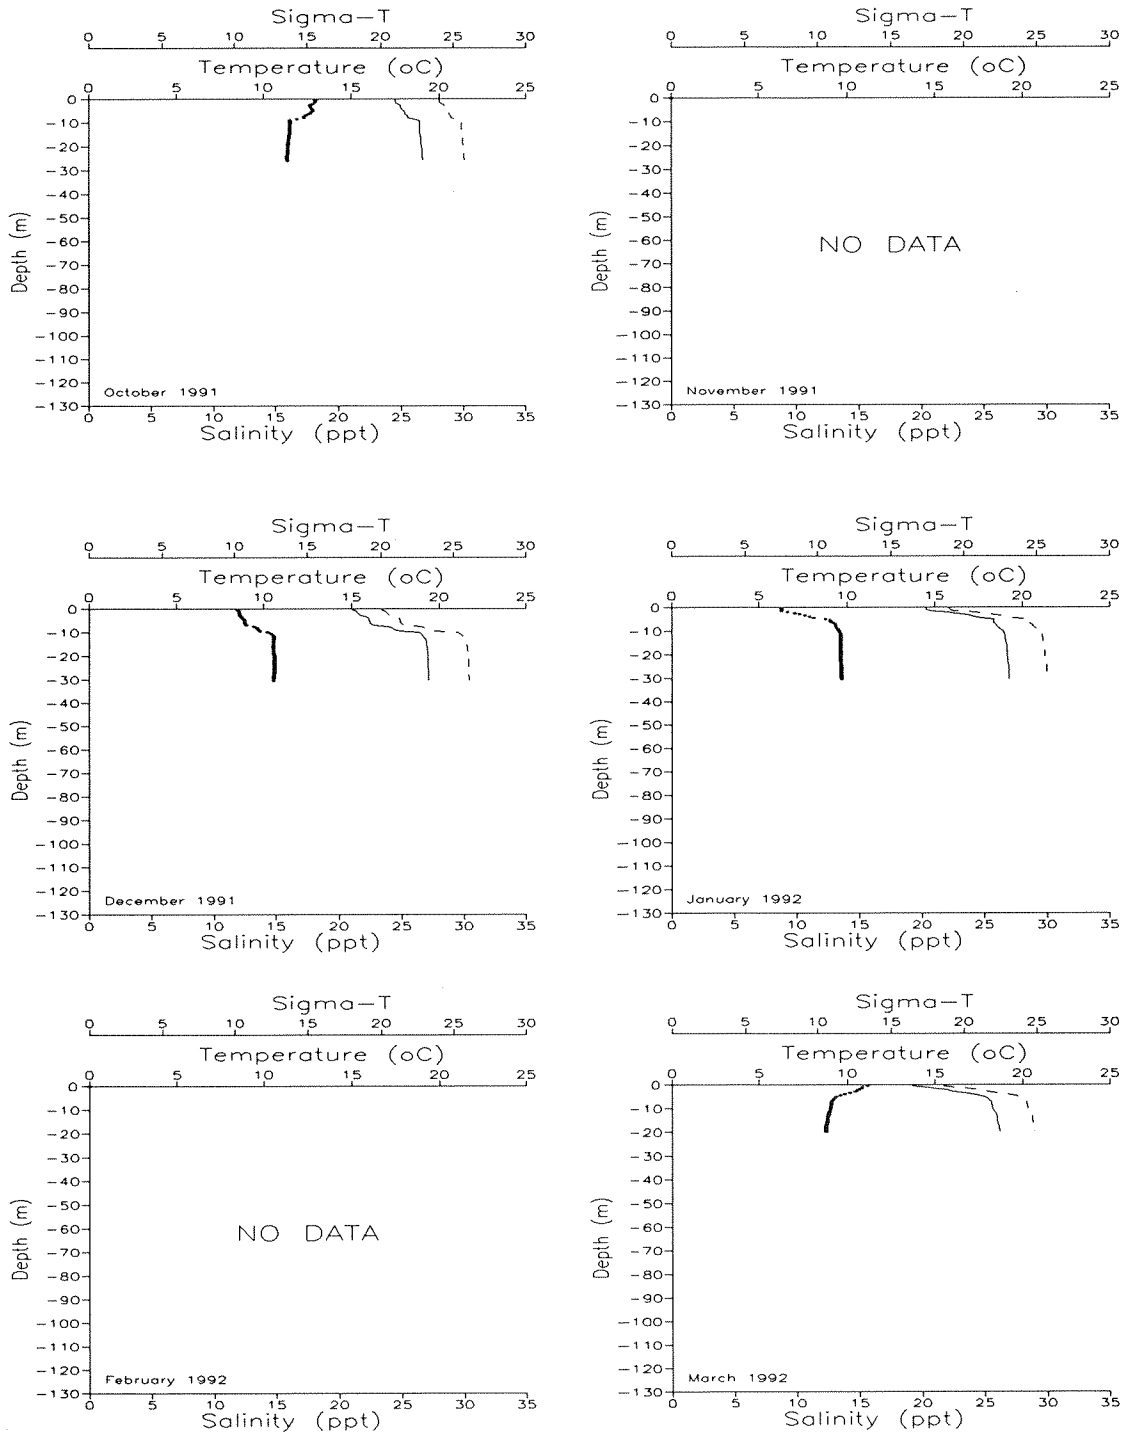 Sigma-T
0 5 10 15 20 25 30
Temperature (oC)
0 5 10 15 20 25
0
-10
-20
-30
-40
-50
-60
-70
-80
-90
-100
-110
-120
-130
Depth (m)
October 1991
0 5 10 15 20 25 30 35
Salinity (ppt)
Sigma-T
0 5 10 15 20 25 30
Temperature (oC)
0 5 10 15 20 25
0
-10
-20
-30
-40
-50
-60
-70
-80
-90
-100
-110
-120
-130
Depth (m)
NO DATA
November 1991
0 5 10 15 20 25 30 35
Salinity (ppt)
Sigma-T
0 5 10 15 20 25 30
Temperature (oC)
0 5 10 15 20 25
0
-10
-20
-30
-40
-50
-60
-70
-80
-90
-100
-110
-120
-130
Depth (m)
December 1991
0 5 10 15 20 25 30 35
Salinity (ppt)
Sigma-T
0 5 10 15 20 25 30
Temperature (oC)
0 5 10 15 20 25
0
-10
-20
-30
-40
-50
-60
-70
-80
-90
-100
-110
-120
-130
Depth (m)
January 1992
0 5 10 15 20 25 30 35
Salinity (ppt)
Sigma-T
0 5 10 15 20 25 30
Temperature (oC)
0 5 10 15 20 25
0
-10
-20
-30
-40
-50
-60
-70
-80
-90
-100
-110
-120
-130
Depth (m)
NO DATA
February 1992
0 5 10 15 20 25 30 35
Salinity (ppt)
Sigma-T
0 5 10 15 20 25 30
Temperature (oC)
0 5 10 15 20 25
0
-10
-20
-30
-40
-50
-60
-70
-80
-90
-100
-110
-120
-130
Depth (m)
March 1992
0 5 10 15 20 25 30 35
Salinity (ppt)